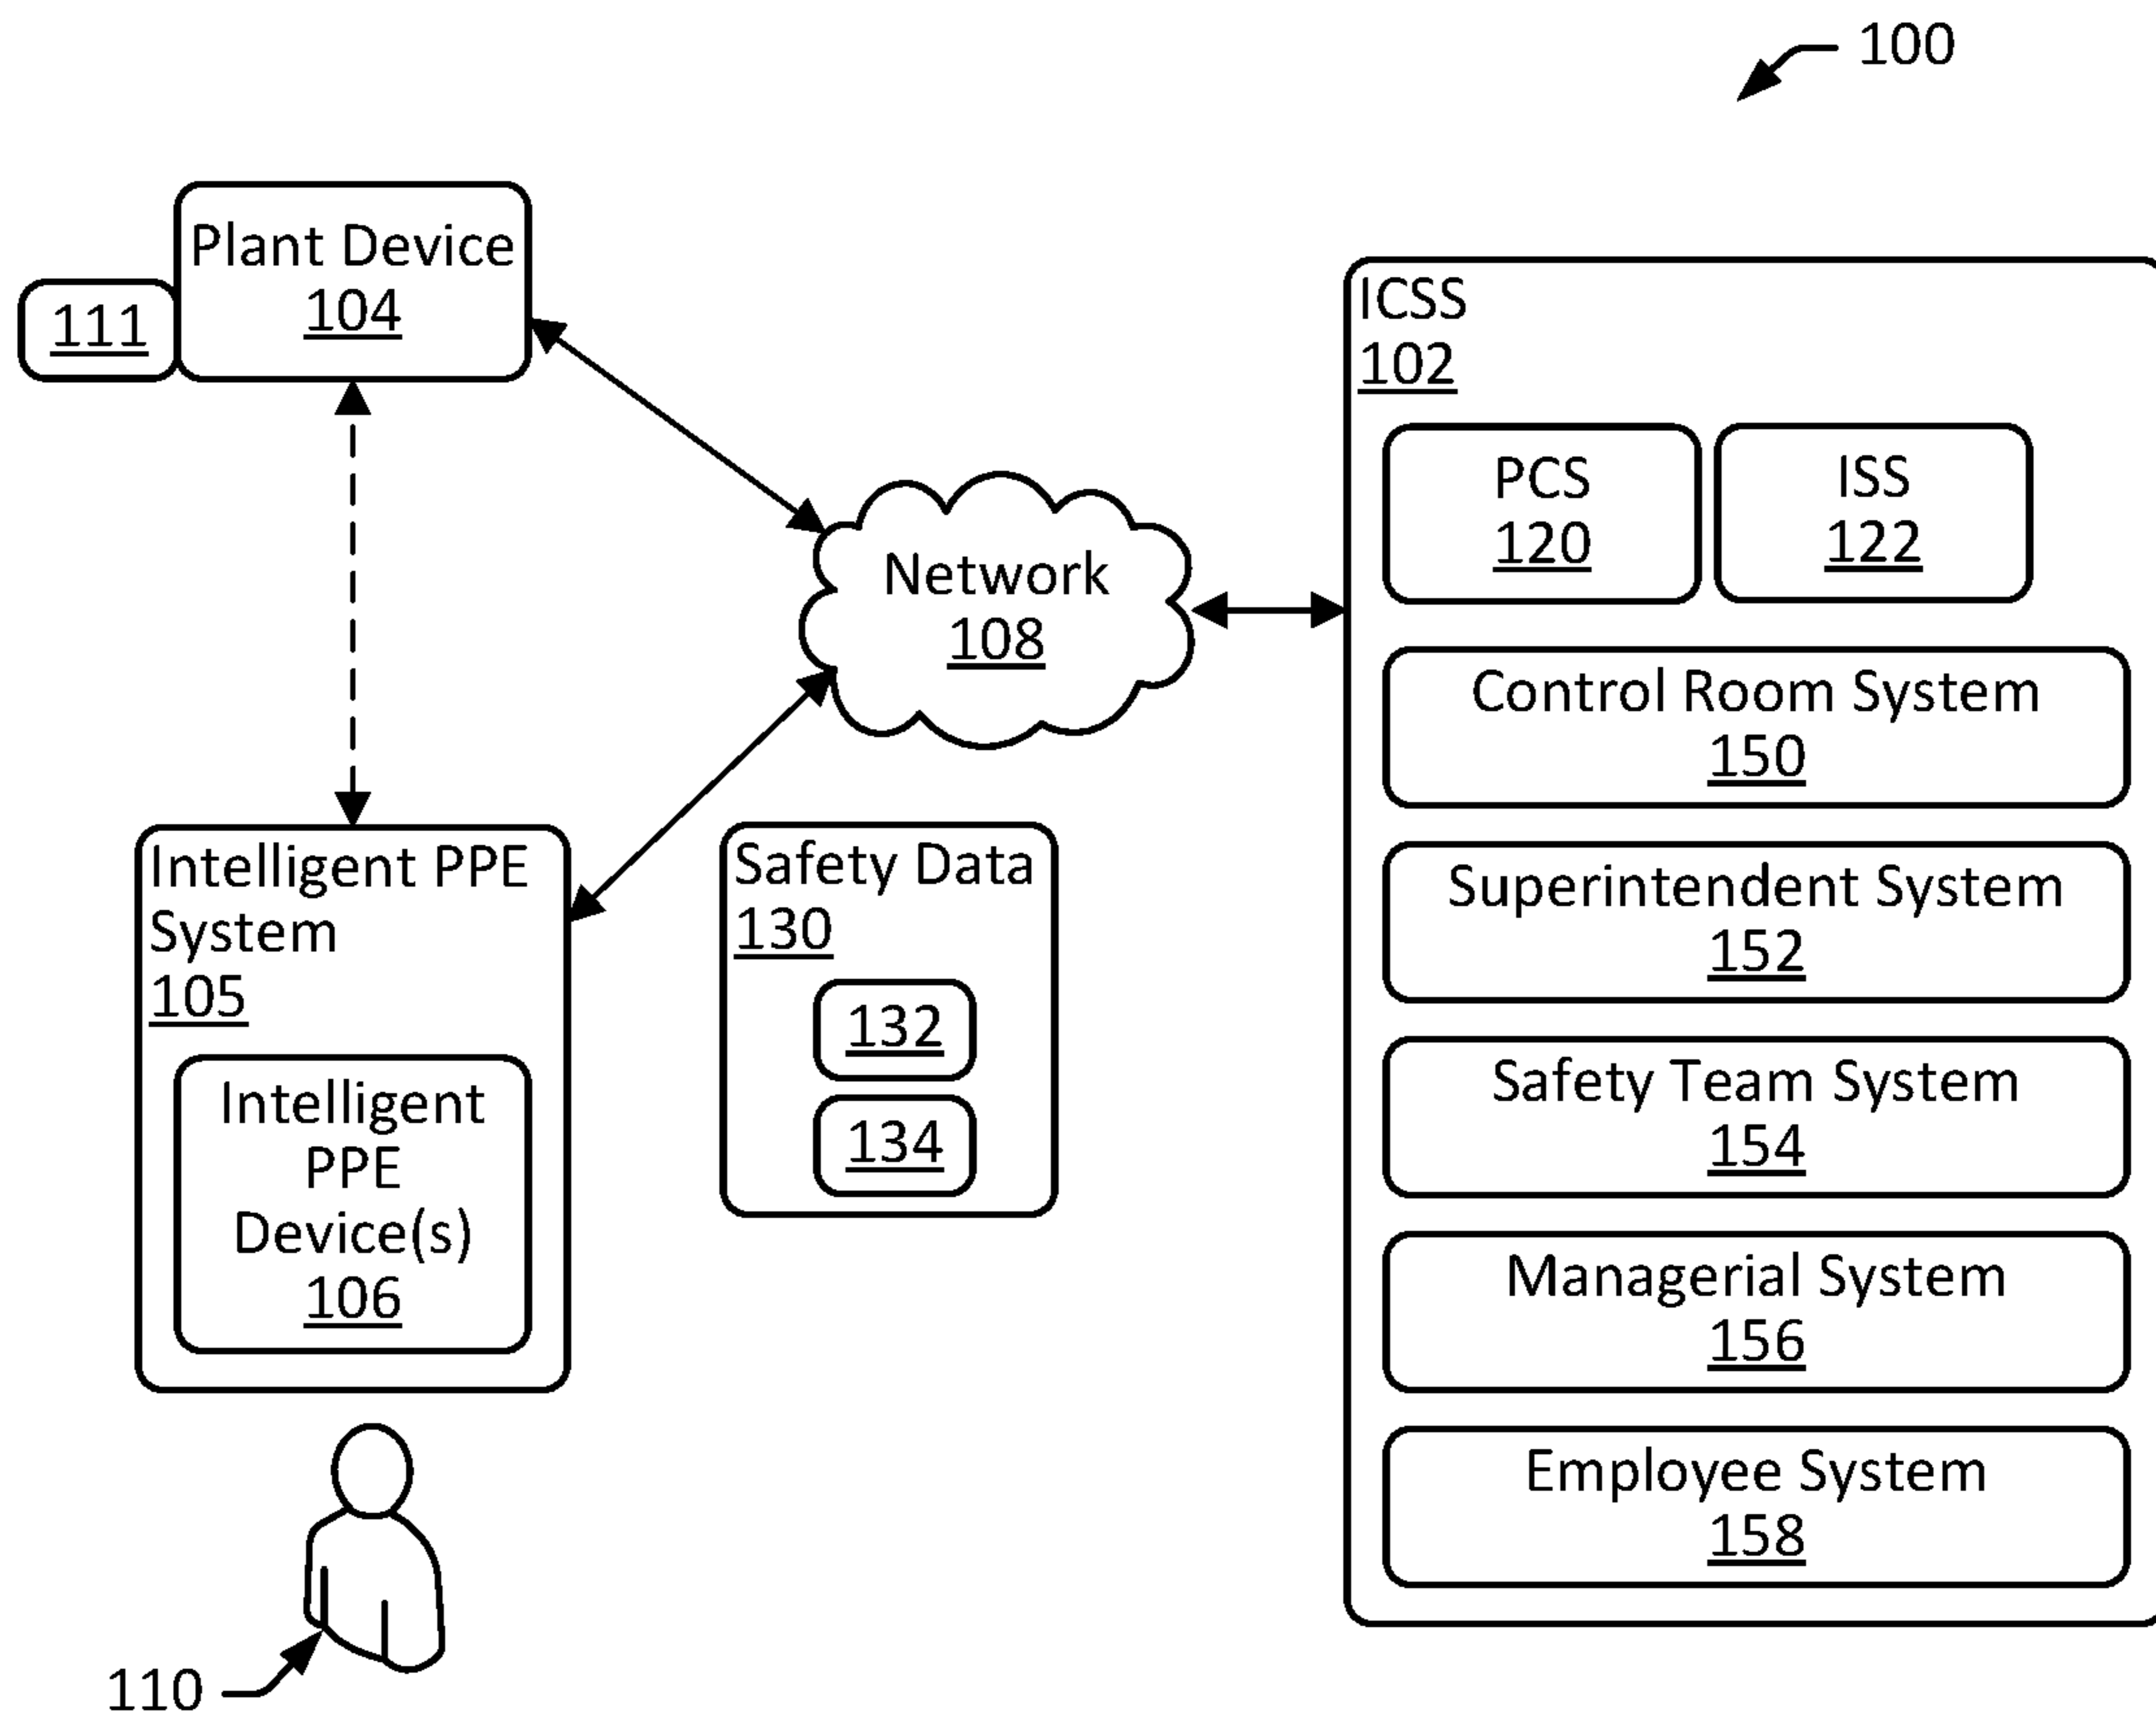 100
Plant Device
104
111
ICSS
102
PCS
120
ISS
122
Network
108
Control Room System
150
Intelligent PPE
System
105
Intelligent
PPE
Device(s)
106
Safety Data
130
132
134
Superintendent System
152
Safety Team System
154
Managerial System
156
Employee System
158
110